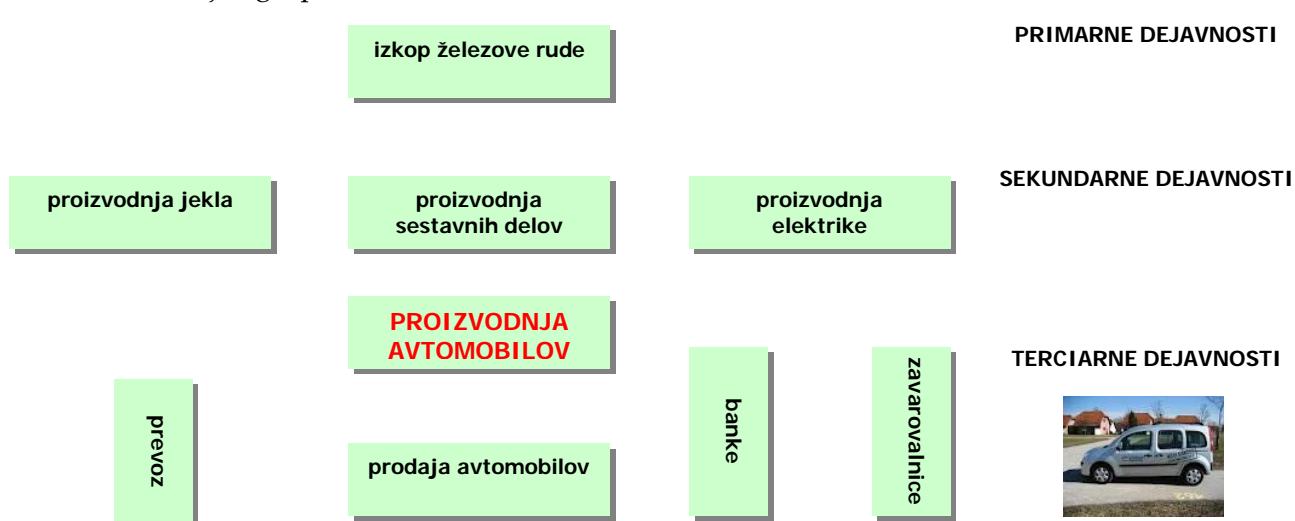 izkop železove rude
PRIMARNE DEJAVNOSTI
proizvodnja jekla
proizvodnja
sestavnih delov
proizvodnja
elektrike
SEKUNDARNE DEJAVNOSTI
PROIZVODNJA
AVTOMOBILOV
TERCIARNE DEJAVNOSTI
prevoz
prodaja avtomobilov
banke
zavarovalnice